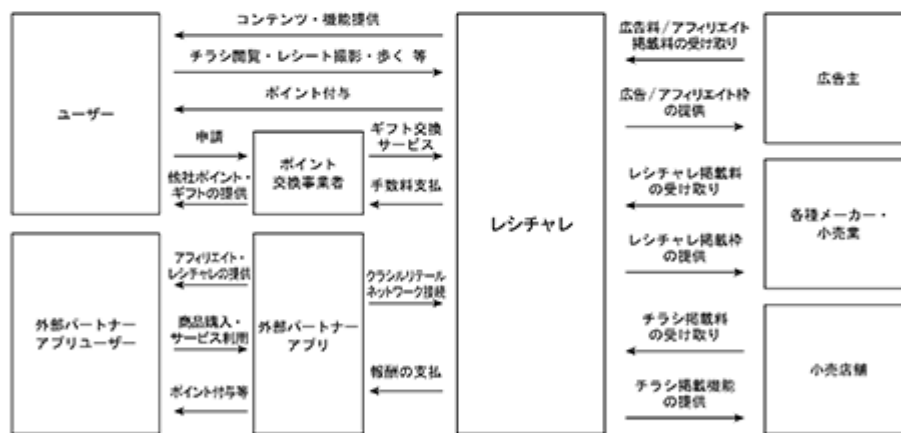 コンテンツ・機能提供
チラシ閲覧・レシート撮影・歩く 等
ポイント付与
ユーザー
申請
他社ポイント・
ギフトの提供
ポイント
交換事業者
ギフト交換
サービス
手数料支払
外部パートナー
アプリユーザー
アフィリエイト・
レシチャレの提供
商品購入・
サービス利用
ポイント付与等
外部パートナー
アプリ
クラシルリテール
ネットワーク接続
報酬の支払
レシチャレ
広告料/アフィリエイト
掲載料の受け取り
広告/アフィリエイト枠
の提供
広告主
レシチャレ掲載料
の受け取り
レシチャレ掲載枠
の提供
各種メーカー・
小売業
チラシ掲載料
の受け取り
チラシ掲載機能
の提供
小売店舗